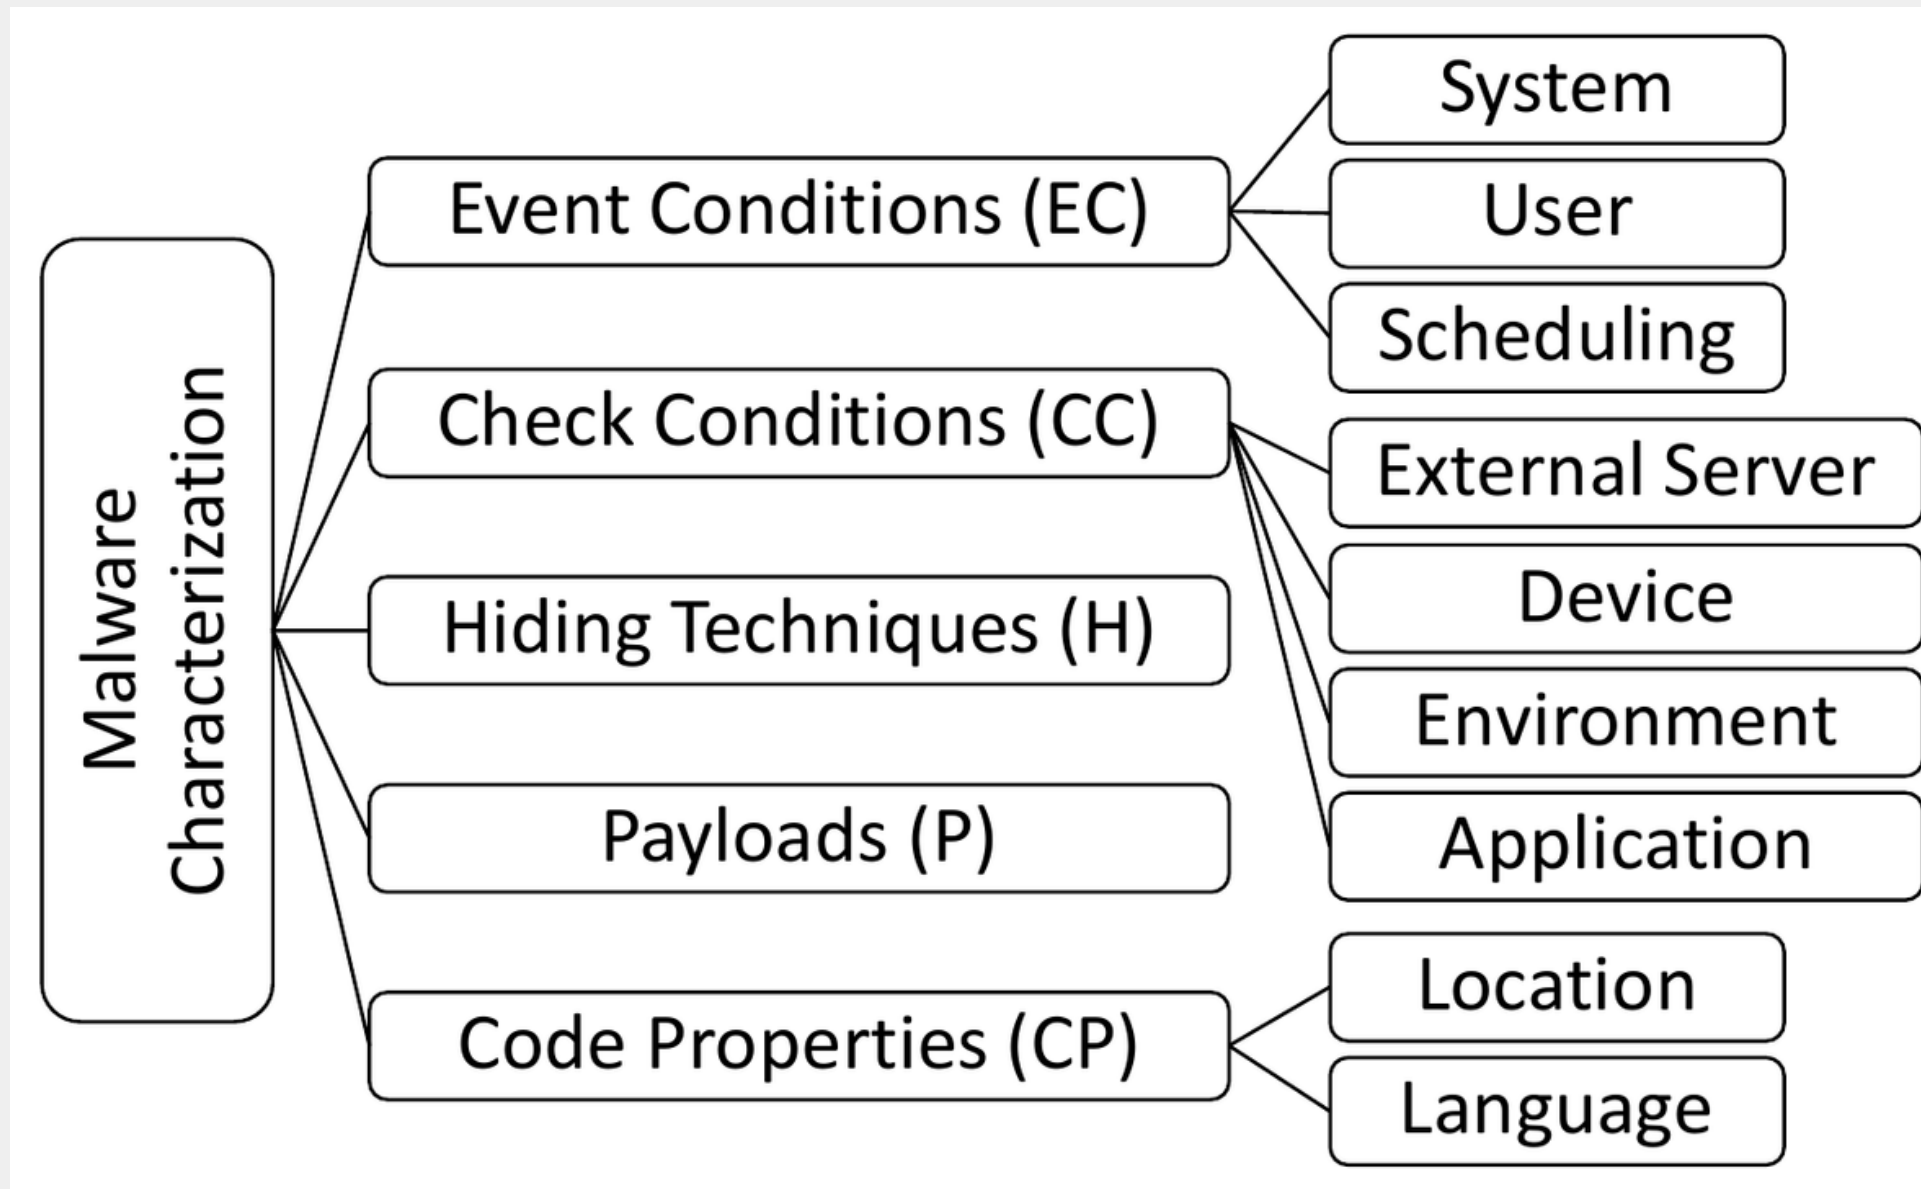 Malware
Characterization
Event Conditions (EC)
System
User
Scheduling
Check Conditions (CC)
External Server
Device
Environment
Application
Hiding Techniques (H)
Payloads (P)
Code Properties (CP)
Location
Language